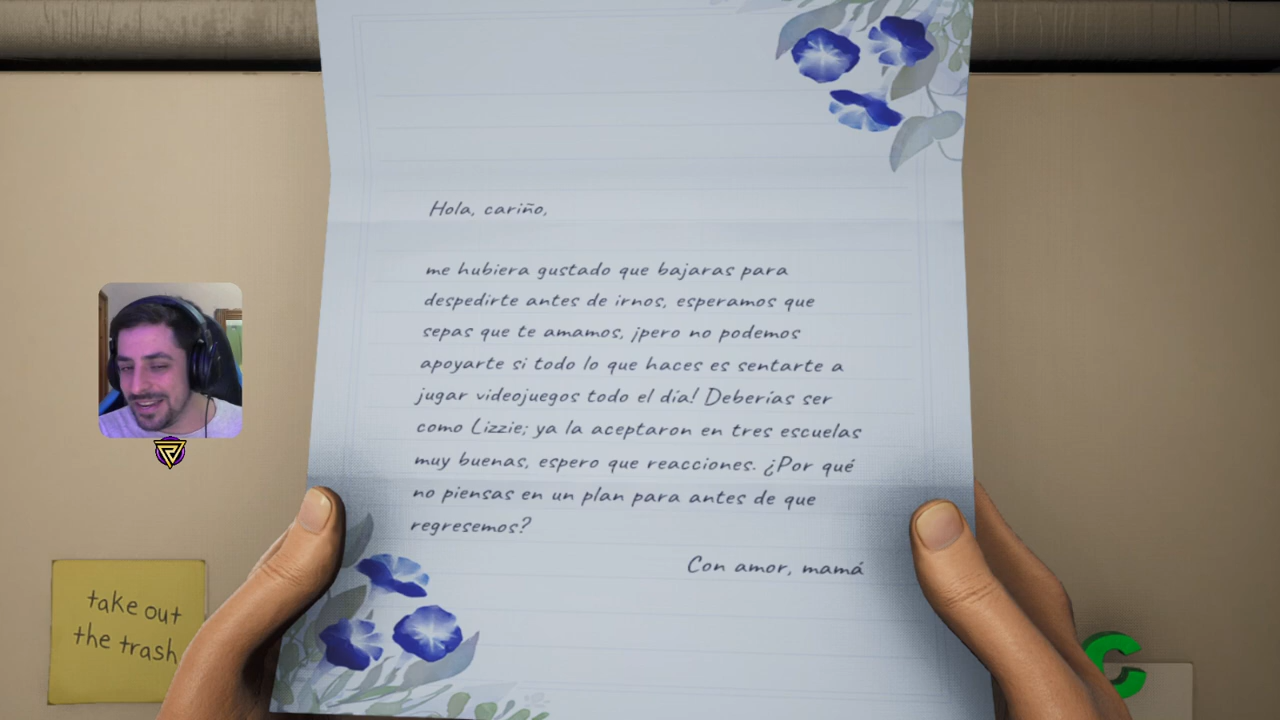 Hola, cariño,
me hubiera gustado que bajaras para
despedirte antes de irnos, esperamos que
sepas que te amamos, ¡pero no podemos
apoyarte si todo lo que haces es sentarte a
jugar videojuegos todo el día! Deberías ser
como Lizzie; ya la aceptaron en tres escuelas
muy buenas, espero que reacciones. ¿Por qué
no piensas en un plan para antes de que
regresemos?
Con amor, mamá
take out
the trash
C